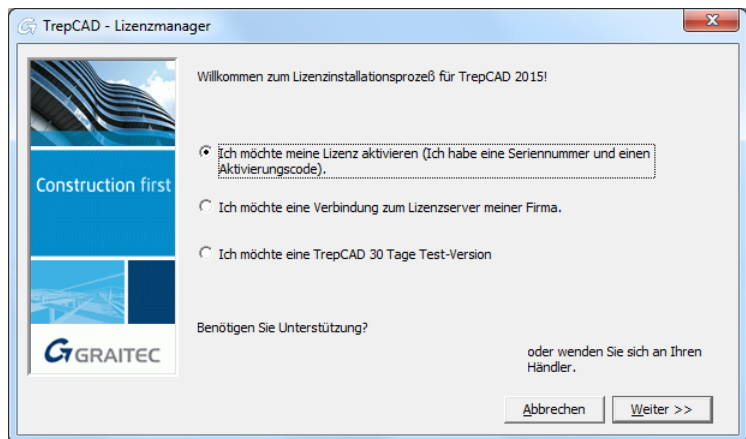 TrepCAD - Lizenzmanager
Willkommen zum Lizenzinstallationsprozeß für TrepCAD 2015!
Ich möchte meine Lizenz aktivieren (Ich habe eine Seriennummer und einen
Aktivierungscode).
Construction first
Ich möchte eine Verbindung zum Lizenzserver meiner Firma.
Ich möchte eine TrepCAD 30 Tage Test-Version
Benötigen Sie Unterstützung?
GRAITEC
oder wenden Sie sich an Ihren
Händler.
Abbrechen
Weiter >>